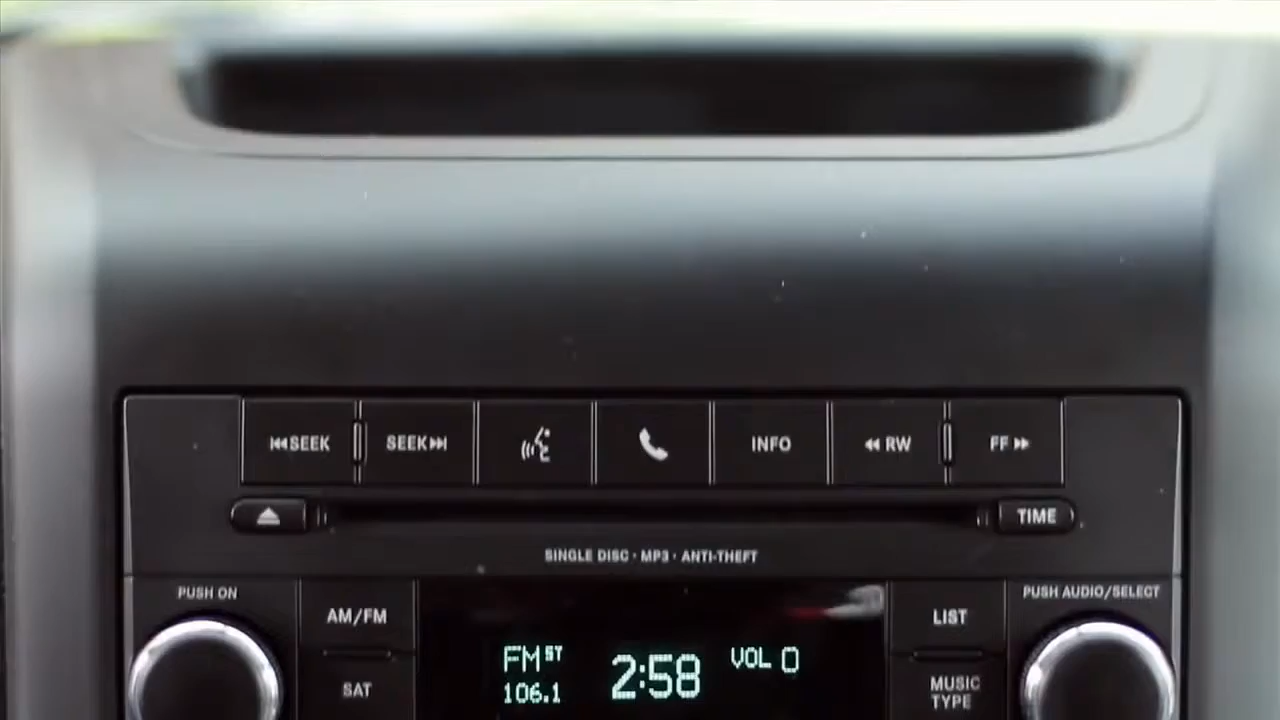 SEEK
SEEK
INFO
RW
FF
TIME
SINGLE DISC · MP3 · ANTI-THEFT
PUSH ON
PUSH AUDIO/SELECT
AM/FM
LIST
FM ST
2:58
VOL 0
106.1
SAT
MUSIC
TYPE